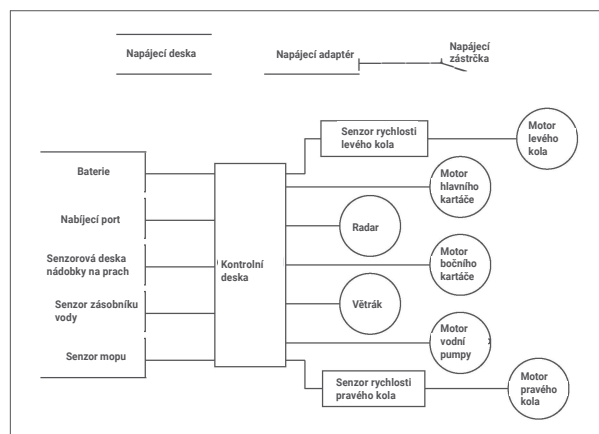 Napájecí deska
Napájecí adaptér
Napájecí
zástrčka
Senzor rychlosti
levého kola
Motor
levého
kola
Baterie
Motor
hlavního
kartáče
Nabíjecí port
Radar
Senzorová deska
nádobky na prach
Kontrolní
deska
Motor
bočního
kartáče
Senzor zásobníku
vody
Větrák
Motor
vodní
pumpy
Senzor mopu
Senzor rychlosti
pravého kola
Motor
pravého
kola